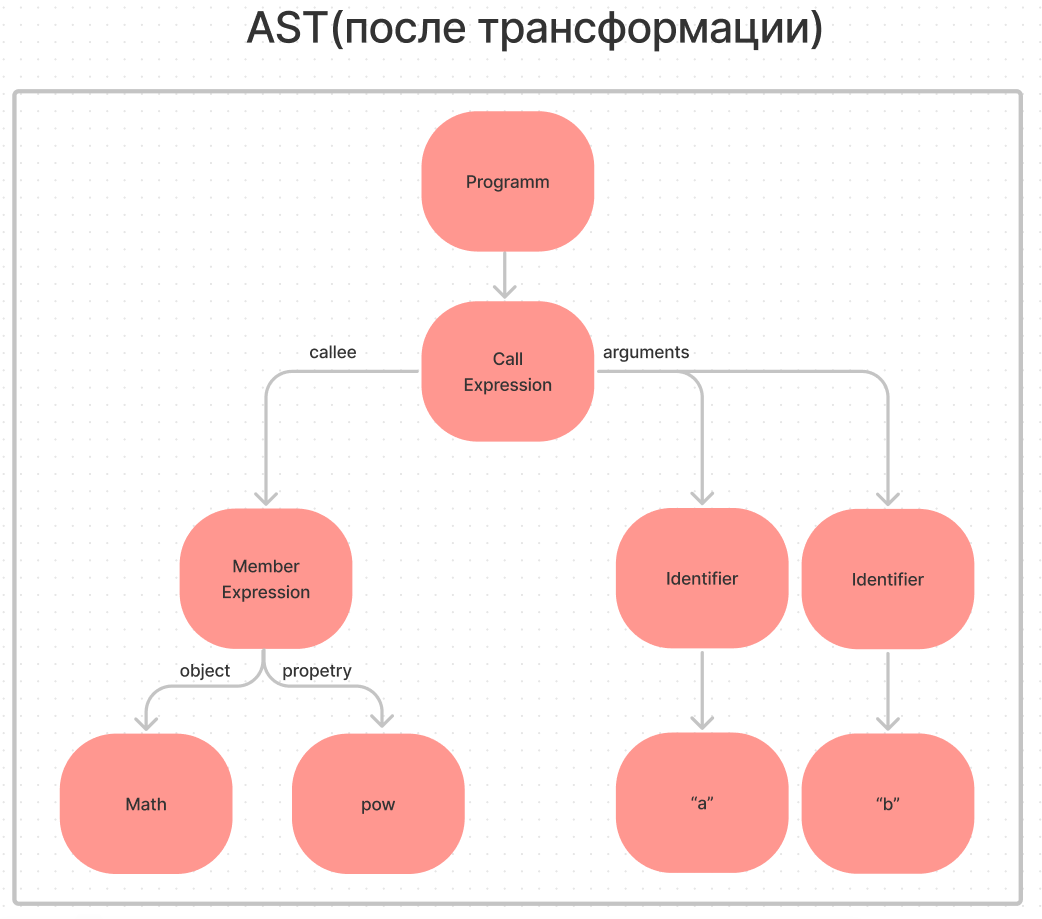 AST(после трансформации)
Programm
callee
Call
Expression
arguments
Member
Expression
Identifier
Identifier
object
propetry
Math
pow
“a”
“b”